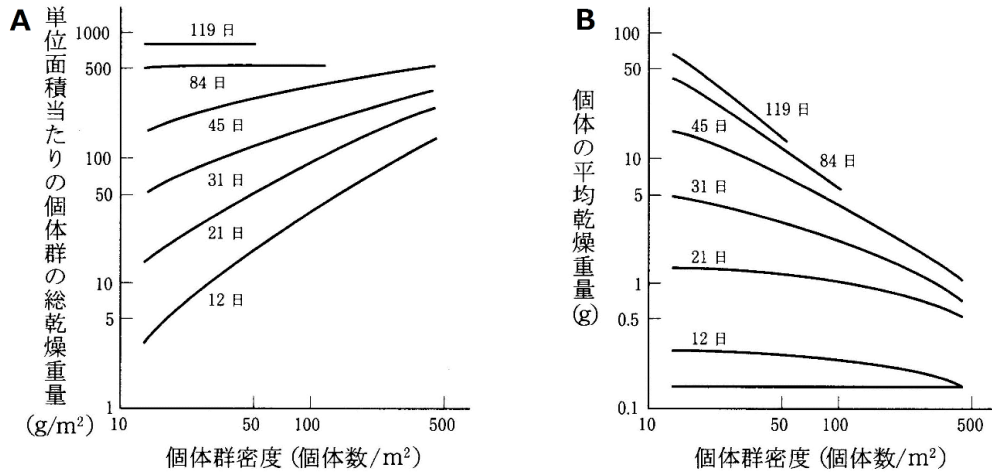 A
単位面積当たりの個体群の総乾燥重量
(g/m²)
1000
500
100
50
10
5
1
119 日
84 日
45 日
31 日
21 日
12 日
10
50
100
500
個体群密度 (個体数/m²)
B
個体の平均乾燥重量
(g)
100
50
10
5
1
0.5
0.1
119 日
84 日
45 日
31 日
21 日
12 日
10
50
100
500
個体群密度 (個体数/m²)